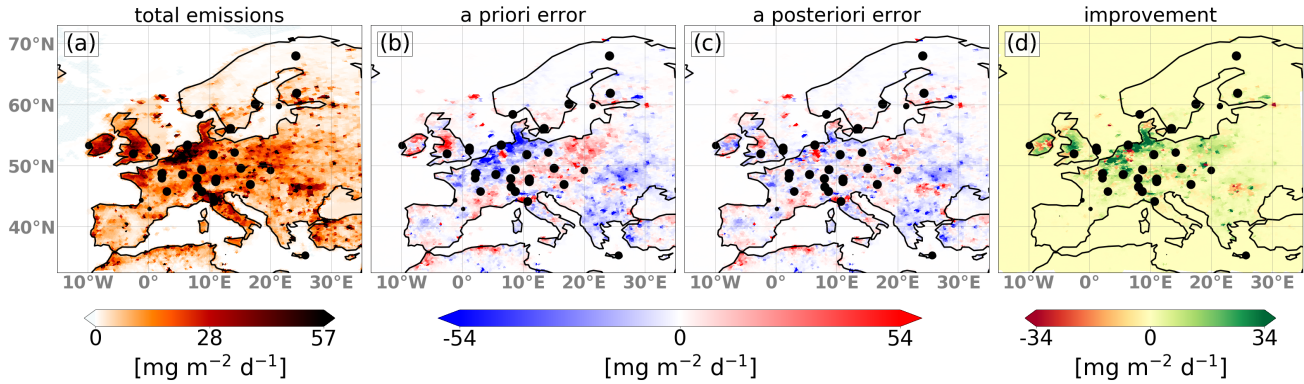 total emissions a priori error a posteriori error improvement
(a) (b) (c) (d)
70°N
60°N
50°N
40°N
10°W 0° 10°E 20°E 30°E 10°W 0° 10°E 20°E 30°E 10°W 0° 10°E 20°E 30°E 10°W 0° 10°E 20°E 30°E
0 28 57 -54 0 54 -34 0 34
[mg m⁻² d⁻¹] [mg m⁻² d⁻¹] [mg m⁻² d⁻¹]